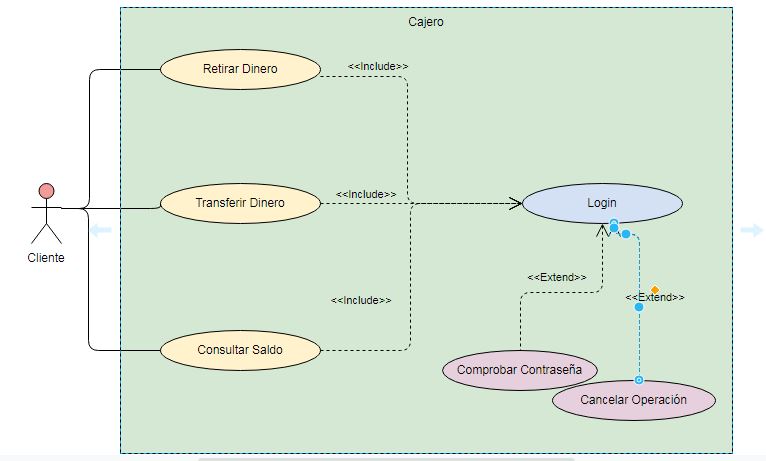 Cajero
Retirar Dinero
<<Include>>
Transferir Dinero
<<Include>>
Login
Cliente
<<Extend>>
<<Extend>>
<<Include>>
Consultar Saldo
Comprobar Contraseña
Cancelar Operación